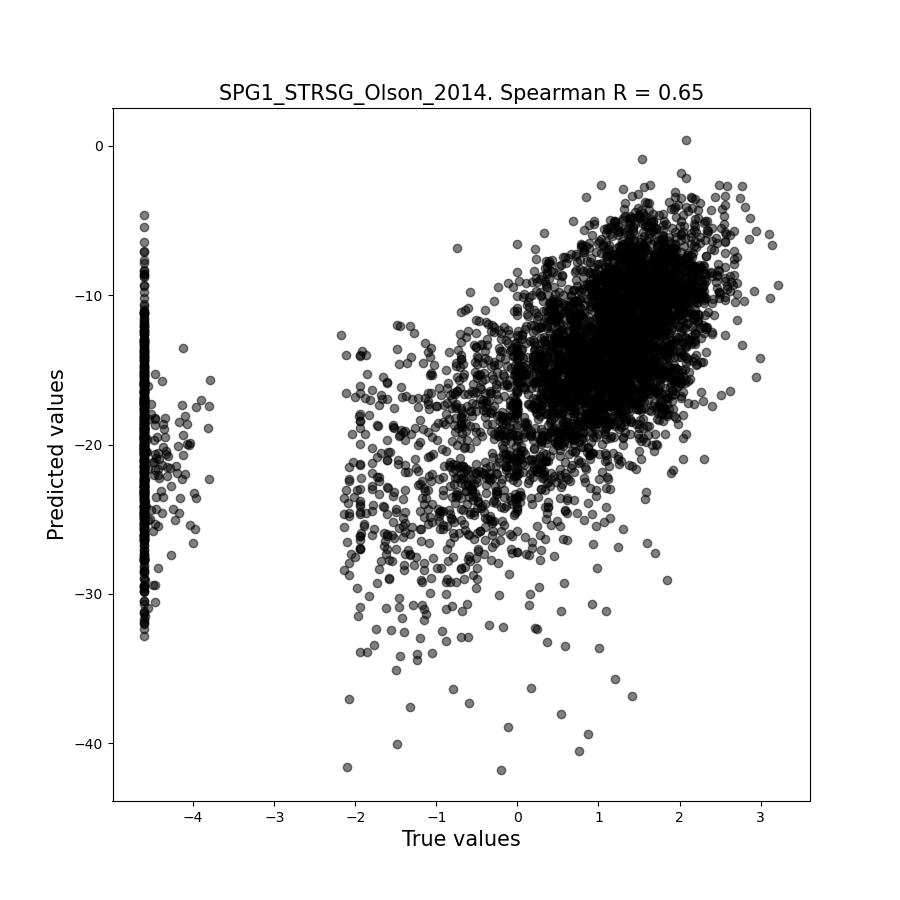 SPG1_STRSG_Olson_2014. Spearman R = 0.65
0
−10
−20
−30
−40
Predicted values
−4 −3 −2 −1 0 1 2 3
True values